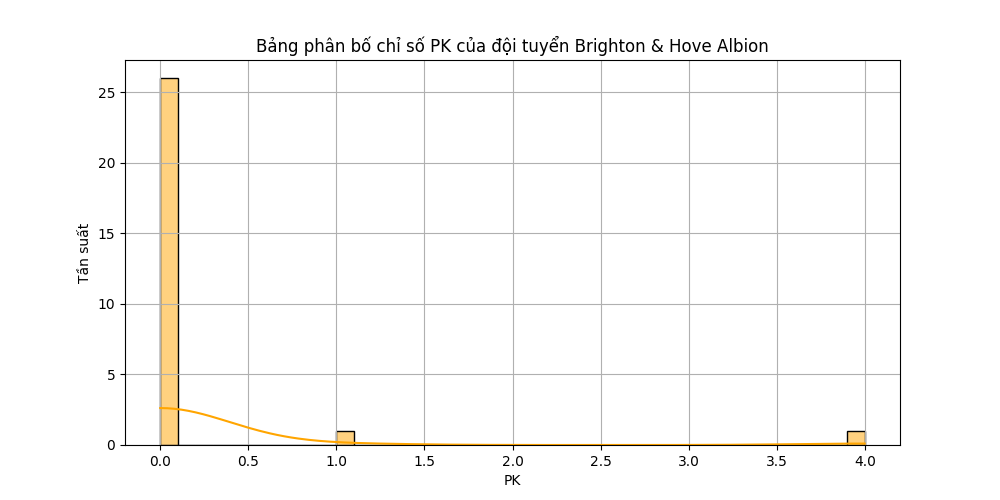 Bảng phân bố chỉ số PK của đội tuyển Brighton & Hove Albion
Tần suất
25
20
15
10
5
0
0.0 0.5 1.0 1.5 2.0 2.5 3.0 3.5 4.0
PK